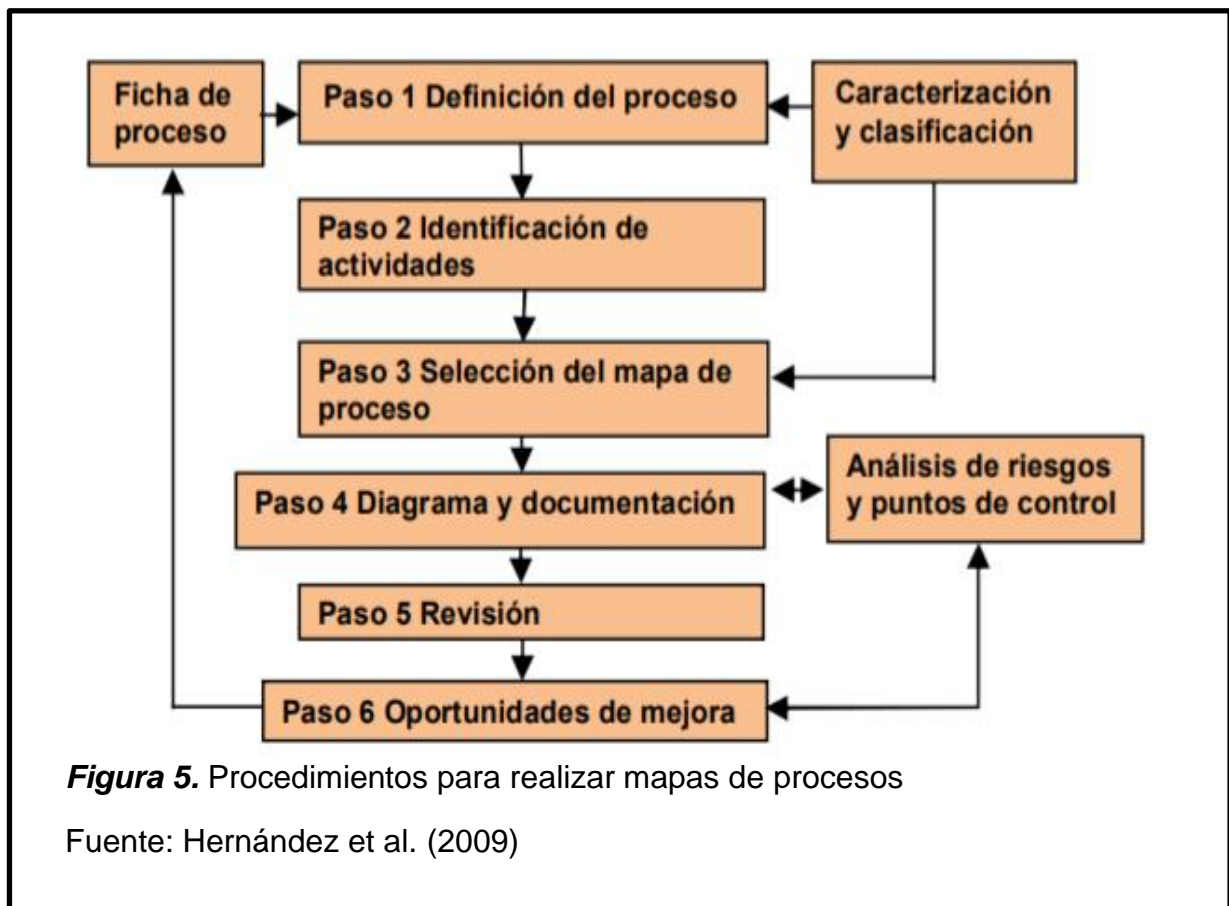 Ficha de
proceso
Paso 1 Definición del proceso
Caracterización
y clasificación
Paso 2 Identificación de
actividades
Paso 3 Selección del mapa de
proceso
Paso 4 Diagrama y documentación
Análisis de riesgos
y puntos de control
Paso 5 Revisión
Paso 6 Oportunidades de mejora
Figura 5. Procedimientos para realizar mapas de procesos
Fuente: Hernández et al. (2009)